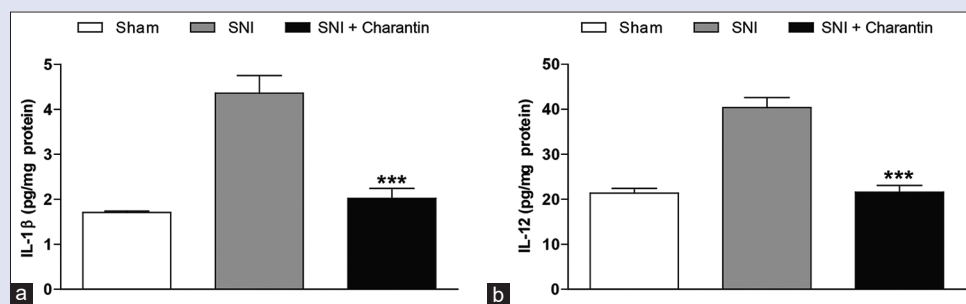 Sham SNI SNI + Charantin
IL-1β (pg/mg protein)
5
4
3
2
1
0
***
a
Sham SNI SNI + Charantin
IL-12 (pg/mg protein)
50
40
30
20
10
0
***
b